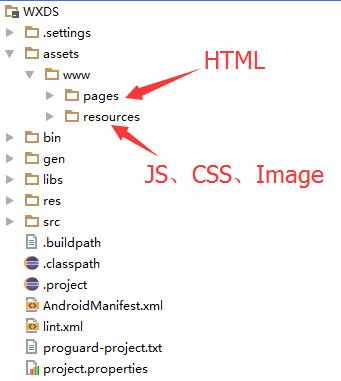 WXDS
.settings
assets
HTML
www
pages
resources
JS、CSS、Image
bin
gen
libs
res
src
.buildpath
.classpath
.project
AndroidManifest.xml
lint.xml
proguard-project.txt
project.properties